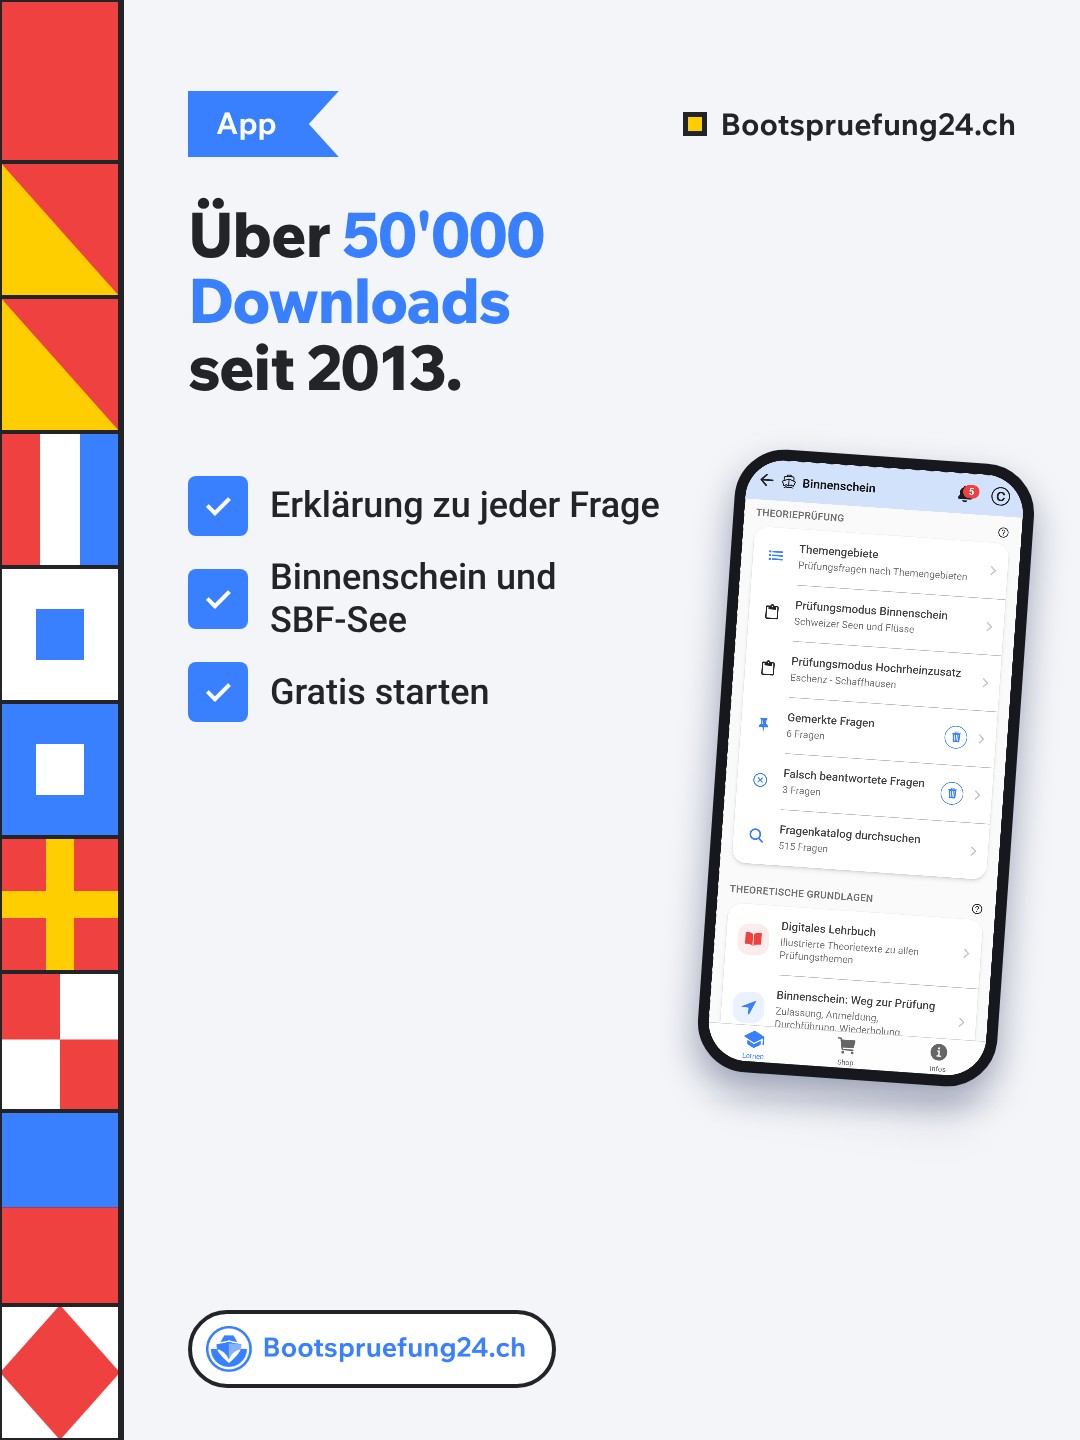 App
Bootspruefung24.ch
Über 50'000
Downloads
seit 2013.
Erklärung zu jeder Frage
Binnenschein und
SBF-See
Gratis starten
Binnenschein
5
C
THEORIEPRÜFUNG
Themengebiete
Prüfungsfragen nach Themengebieten
Prüfungsmodus Binnenschein
Schweizer Seen und Flüsse
Prüfungsmodus Hochrheinzusatz
Eschenz - Schaffhausen
Gemerkte Fragen
6 Fragen
Falsch beantwortete Fragen
3 Fragen
Fragenkatalog durchsuchen
515 Fragen
THEORETISCHE GRUNDLAGEN
Digitales Lehrbuch
Illustrierte Theorietexte zu allen
Prüfungsthemen
Binnenschein: Weg zur Prüfung
Zulassung, Anmeldung,
Durchführung, Wiederholung
Lernen
Shop
Infos
Bootspruefung24.ch